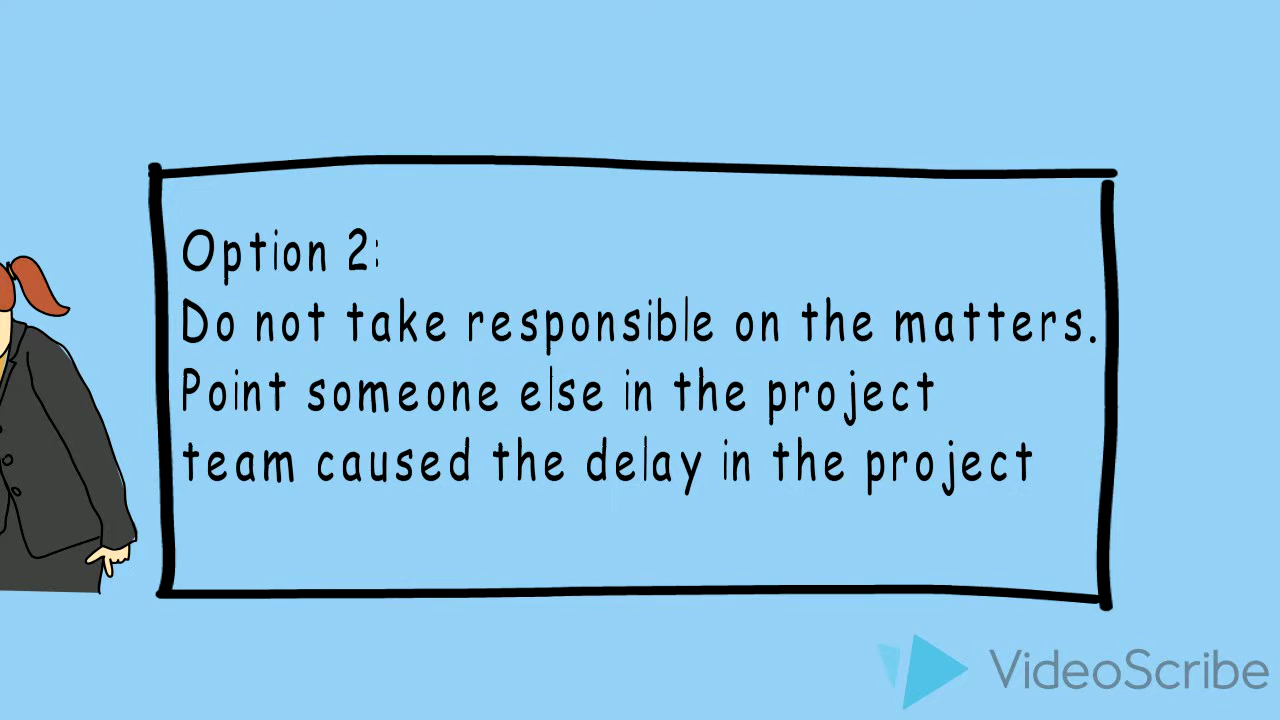 Option 2:
Do not take responsible on the matters.
Point someone else in the project
team caused the delay in the project
VideoScribe